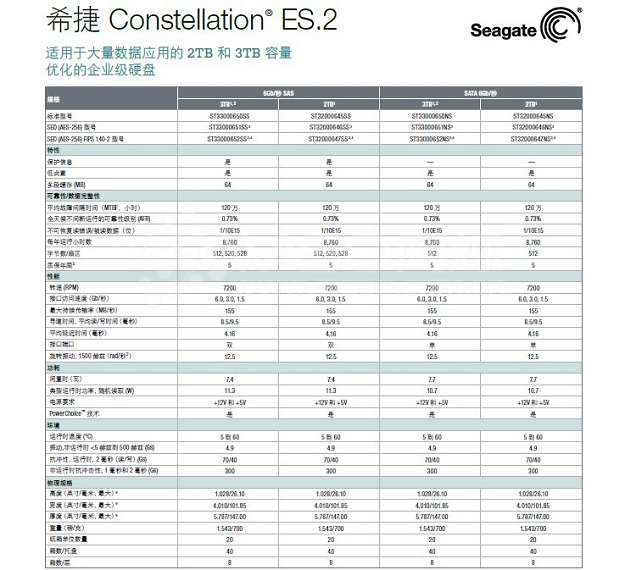 希捷 Constellation® ES.2
Seagate
适用于大量数据应用的 2TB 和 3TB 容量
优化的企业级硬盘
规格 6Gb/秒 SAS SATA 6Gb/秒
3TB¹,² 2TB¹ 3TB¹,² 2TB¹
标准型号 ST33000650SS ST32000645SS ST33000650NS ST32000645NS
SED (AES-256) 型号 ST33000651SS³ ST32000646SS³ ST33000651NS³ ST32000646NS³
SED (AES-256) FIPS 140-2 型号 ST33000652SS³,⁴ ST32000647SS³,⁴ ST33000652NS³,⁴ ST32000647NS³,⁴
特性
保护信息 是 是 — —
低卤素 是 是 是 是
多段缓存 (MB) 64 64 64 64
可靠性/数据完整性
平均故障间隔时间（MTBF，小时） 120 万 120 万 120 万 120 万
全天候不间断运行的可靠性级别 (AFR) 0.73% 0.73% 0.73% 0.73%
不可恢复读错误/被读数据（位） 1/10E15 1/10E15 1/10E15 1/10E15
每年运行小时数 8,760 8,760 8,760 8,760
字节数/扇区 512, 520, 528 512, 520, 528 512 512
质保年限⁵ 5 5 5 5
性能
转速 (RPM) 7200 7200 7200 7200
接口访问速度 (Gb/秒) 6.0, 3.0, 1.5 6.0, 3.0, 1.5 6.0, 3.0, 1.5 6.0, 3.0, 1.5
最大持续传输率 (MB/秒) 155 155 155 155
寻道时间，平均读/写时间（毫秒） 8.5/9.5 8.5/9.5 8.5/9.5 8.5/9.5
平均延迟时间（毫秒） 4.16 4.16 4.16 4.16
接口端口 双 双 单 单
旋转振动，1500 赫兹 (rad/秒²) 12.5 12.5 12.5 12.5
功耗
闲置时（瓦） 7.4 7.4 7.7 7.7
典型运行时功率，随机读取 (W) 11.3 11.3 10.7 10.7
电源要求 +12V 和 +5V +12V 和 +5V +12V 和 +5V +12V 和 +5V
PowerChoice™ 技术 是 是 是 是
环境
运行时温度 (°C) 5 到 60 5 到 60 5 到 60 5 到 60
振动，非运行时 <5 赫兹到 500 赫兹 (Gs) 4.9 4.9 4.9 4.9
抗冲性，运行时，2 毫秒（读/写）(Gs) 70/40 70/40 70/40 70/40
非运行时抗冲击性，1 毫秒和 2 毫秒 (Gs) 300 300 300 300
物理规格
高度（英寸/毫米，最大）⁶ 1.028/26.10 1.028/26.10 1.028/26.10 1.028/26.10
宽度（英寸/毫米，最大）⁶ 4.010/101.85 4.010/101.85 4.010/101.85 4.010/101.85
厚度（英寸/毫米，最大）⁶ 5.787/147.00 5.787/147.00 5.787/147.00 5.787/147.00
重量（磅/克） 1.543/700 1.543/700 1.543/700 1.543/700
纸箱单位数量 20 20 20 20
箱数/托盘 40 40 40 40
箱数/层 8 8 8 8